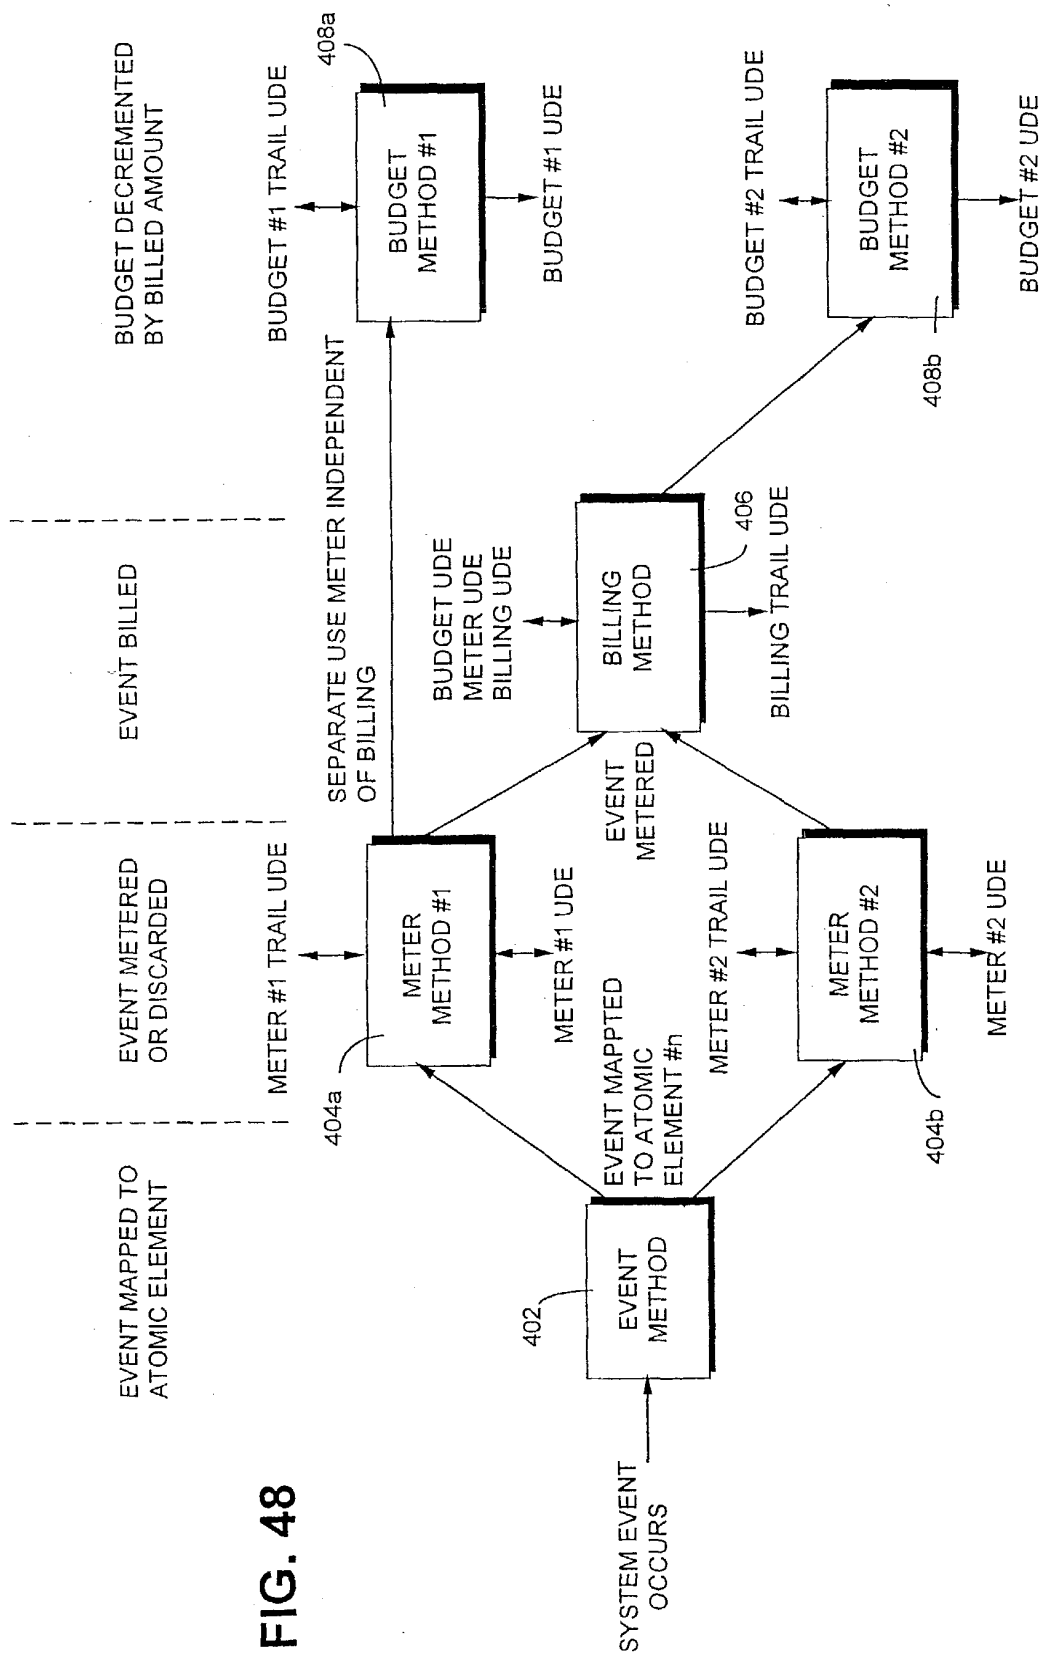 FIG. 48
EVENT MAPPED TO
ATOMIC ELEMENT
EVENT METERED
OR DISCARDED
EVENT BILLED
BUDGET DECREMENTED
BY BILLED AMOUNT
SYSTEM EVENT
OCCURS
402
EVENT
METHOD
EVENT MAPPTED
TO ATOMIC
ELEMENT #n
METER #1 TRAIL UDE
404a
METER
METHOD #1
METER #1 UDE
METER #2 TRAIL UDE
404b
METER
METHOD #2
METER #2 UDE
SEPARATE USE METER INDEPENDENT
OF BILLING
EVENT
METERED
BUDGET UDE
METER UDE
BILLING UDE
BILLING
METHOD
406
BILLING TRAIL UDE
BUDGET #1 TRAIL UDE
408a
BUDGET
METHOD #1
BUDGET #1 UDE
BUDGET #2 TRAIL UDE
BUDGET
METHOD #2
408b
BUDGET #2 UDE